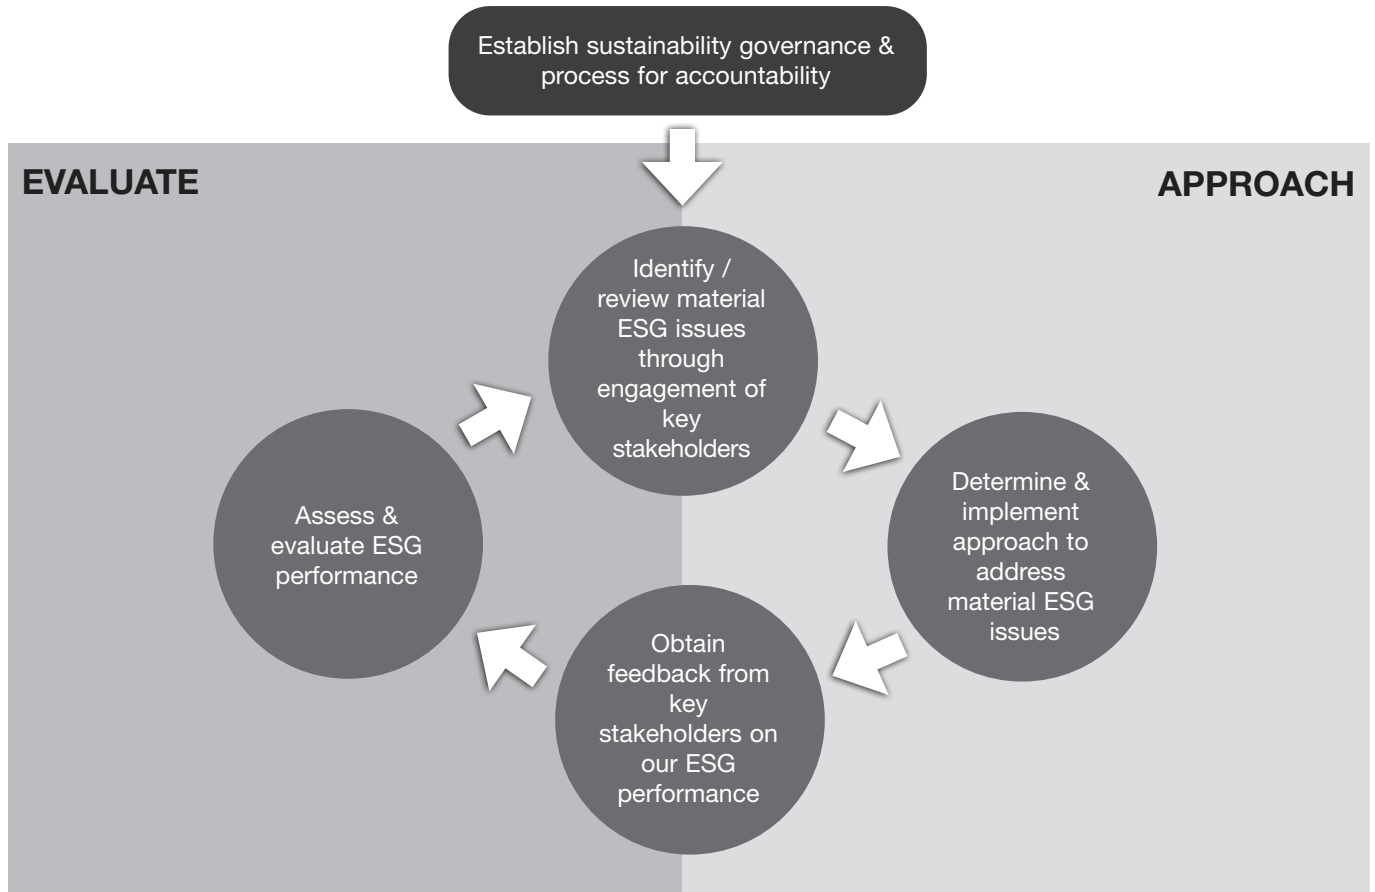 Establish sustainability governance &
process for accountability
EVALUATE
APPROACH
Identify /
review material
ESG issues
through
engagement of
key
stakeholders
Determine &
implement
approach to
address
material ESG
issues
Obtain
feedback from
key
stakeholders on
our ESG
performance
Assess &
evaluate ESG
performance